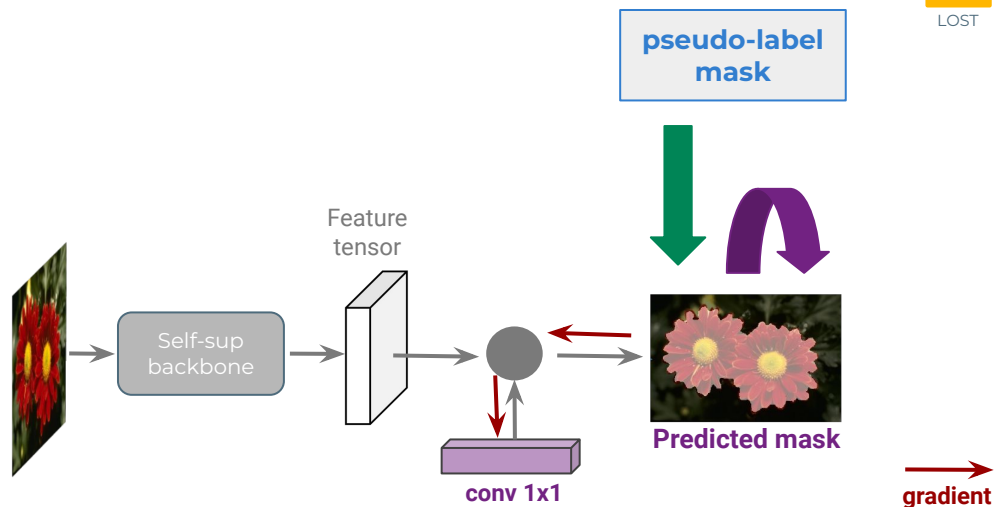 LOST
pseudo-label
mask
Feature
tensor
Self-sup
backbone
Predicted mask
conv 1x1
gradient